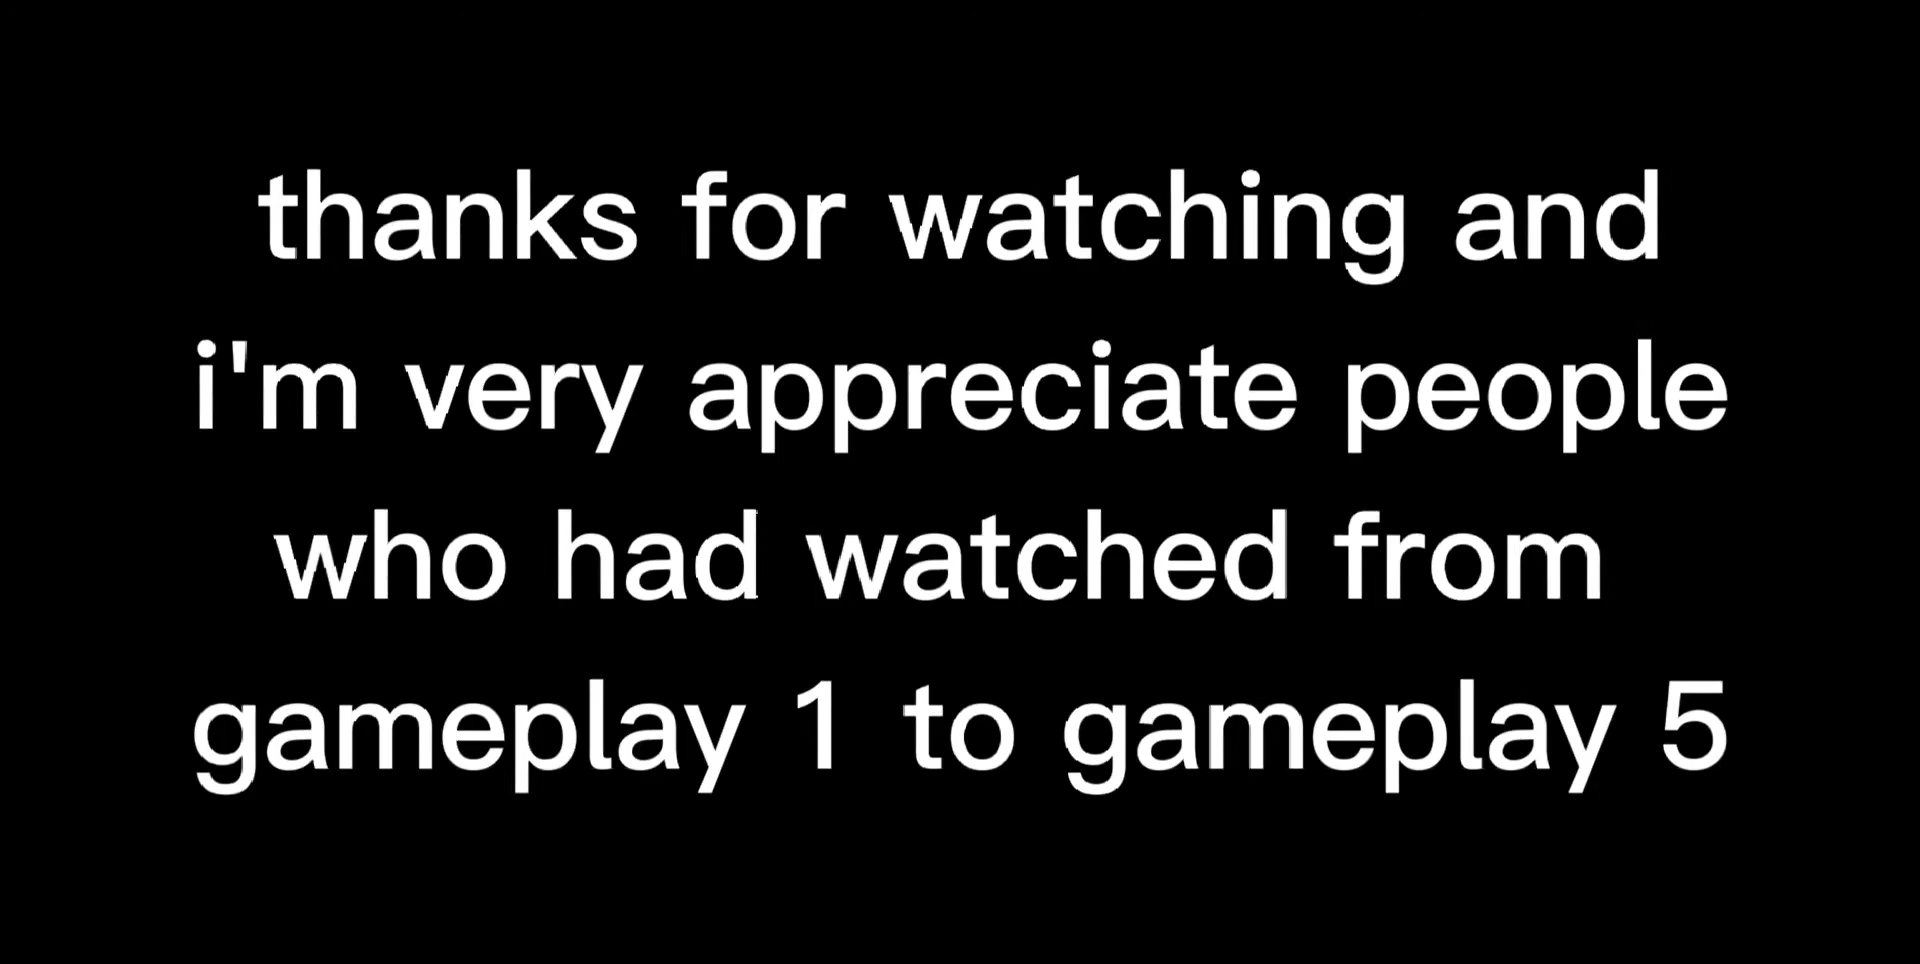 thanks for watching and
i'm very appreciate people
who had watched from
gameplay 1 to gameplay 5